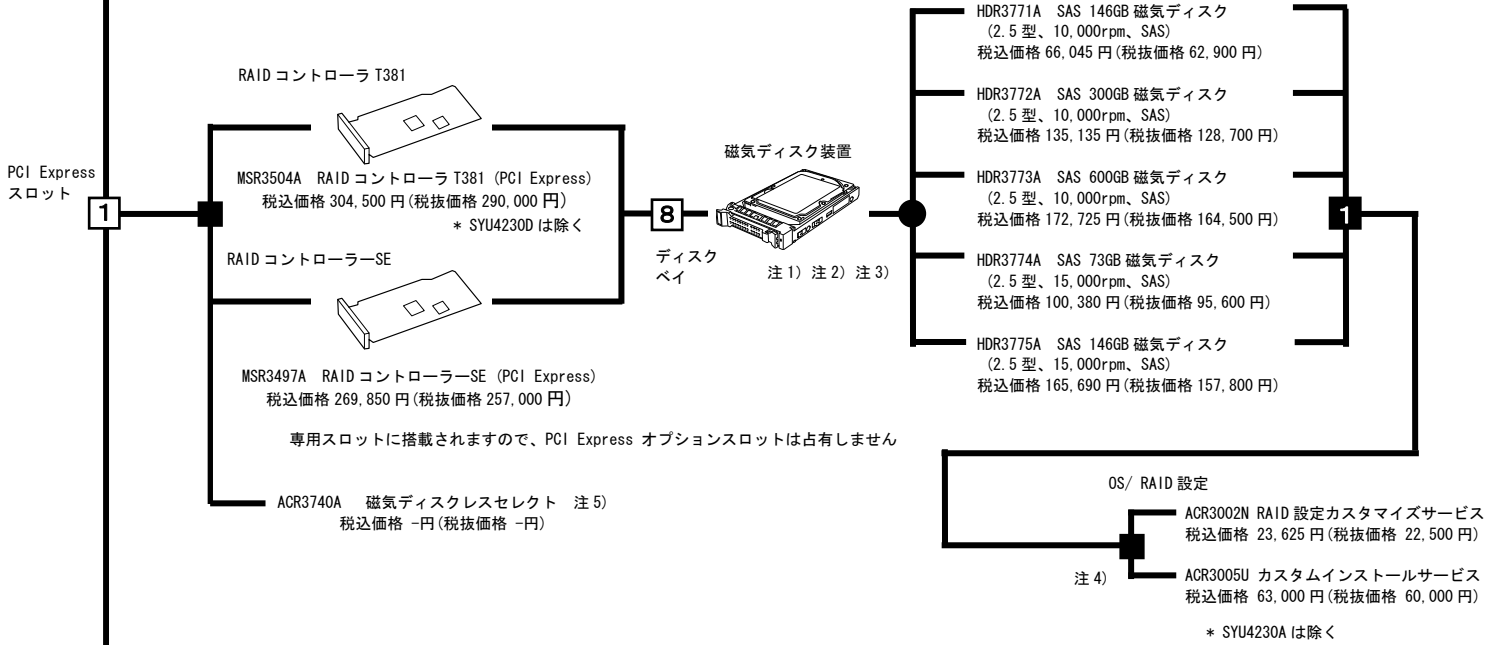 PCI Express
スロット
1
RAID コントローラ T381
MSR3504A RAID コントローラ T381 (PCI Express)
税込価格 304,500 円(税抜価格 290,000 円)
* SYU4230D は除く
RAID コントローラーSE
MSR3497A RAID コントローラーSE (PCI Express)
税込価格 269,850 円(税抜価格 257,000 円)
専用スロットに搭載されますので、PCI Express オプションスロットは占有しません
ACR3740A 磁気ディスクレスセレクト 注 5)
税込価格 -円(税抜価格 -円)
8
ディスク
ベイ
磁気ディスク装置
注 1) 注 2) 注 3)
HDR3771A SAS 146GB 磁気ディスク
(2.5 型、10,000rpm、SAS)
税込価格 66,045 円(税抜価格 62,900 円)
HDR3772A SAS 300GB 磁気ディスク
(2.5 型、10,000rpm、SAS)
税込価格 135,135 円(税抜価格 128,700 円)
HDR3773A SAS 600GB 磁気ディスク
(2.5 型、10,000rpm、SAS)
税込価格 172,725 円(税抜価格 164,500 円)
HDR3774A SAS 73GB 磁気ディスク
(2.5 型、15,000rpm、SAS)
税込価格 100,380 円(税抜価格 95,600 円)
HDR3775A SAS 146GB 磁気ディスク
(2.5 型、15,000rpm、SAS)
税込価格 165,690 円(税抜価格 157,800 円)
1
OS/ RAID 設定
ACR3002N RAID 設定カスタマイズサービス
税込価格 23,625 円(税抜価格 22,500 円)
注 4)
ACR3005U カスタムインストールサービス
税込価格 63,000 円(税抜価格 60,000 円)
* SYU4230A は除く